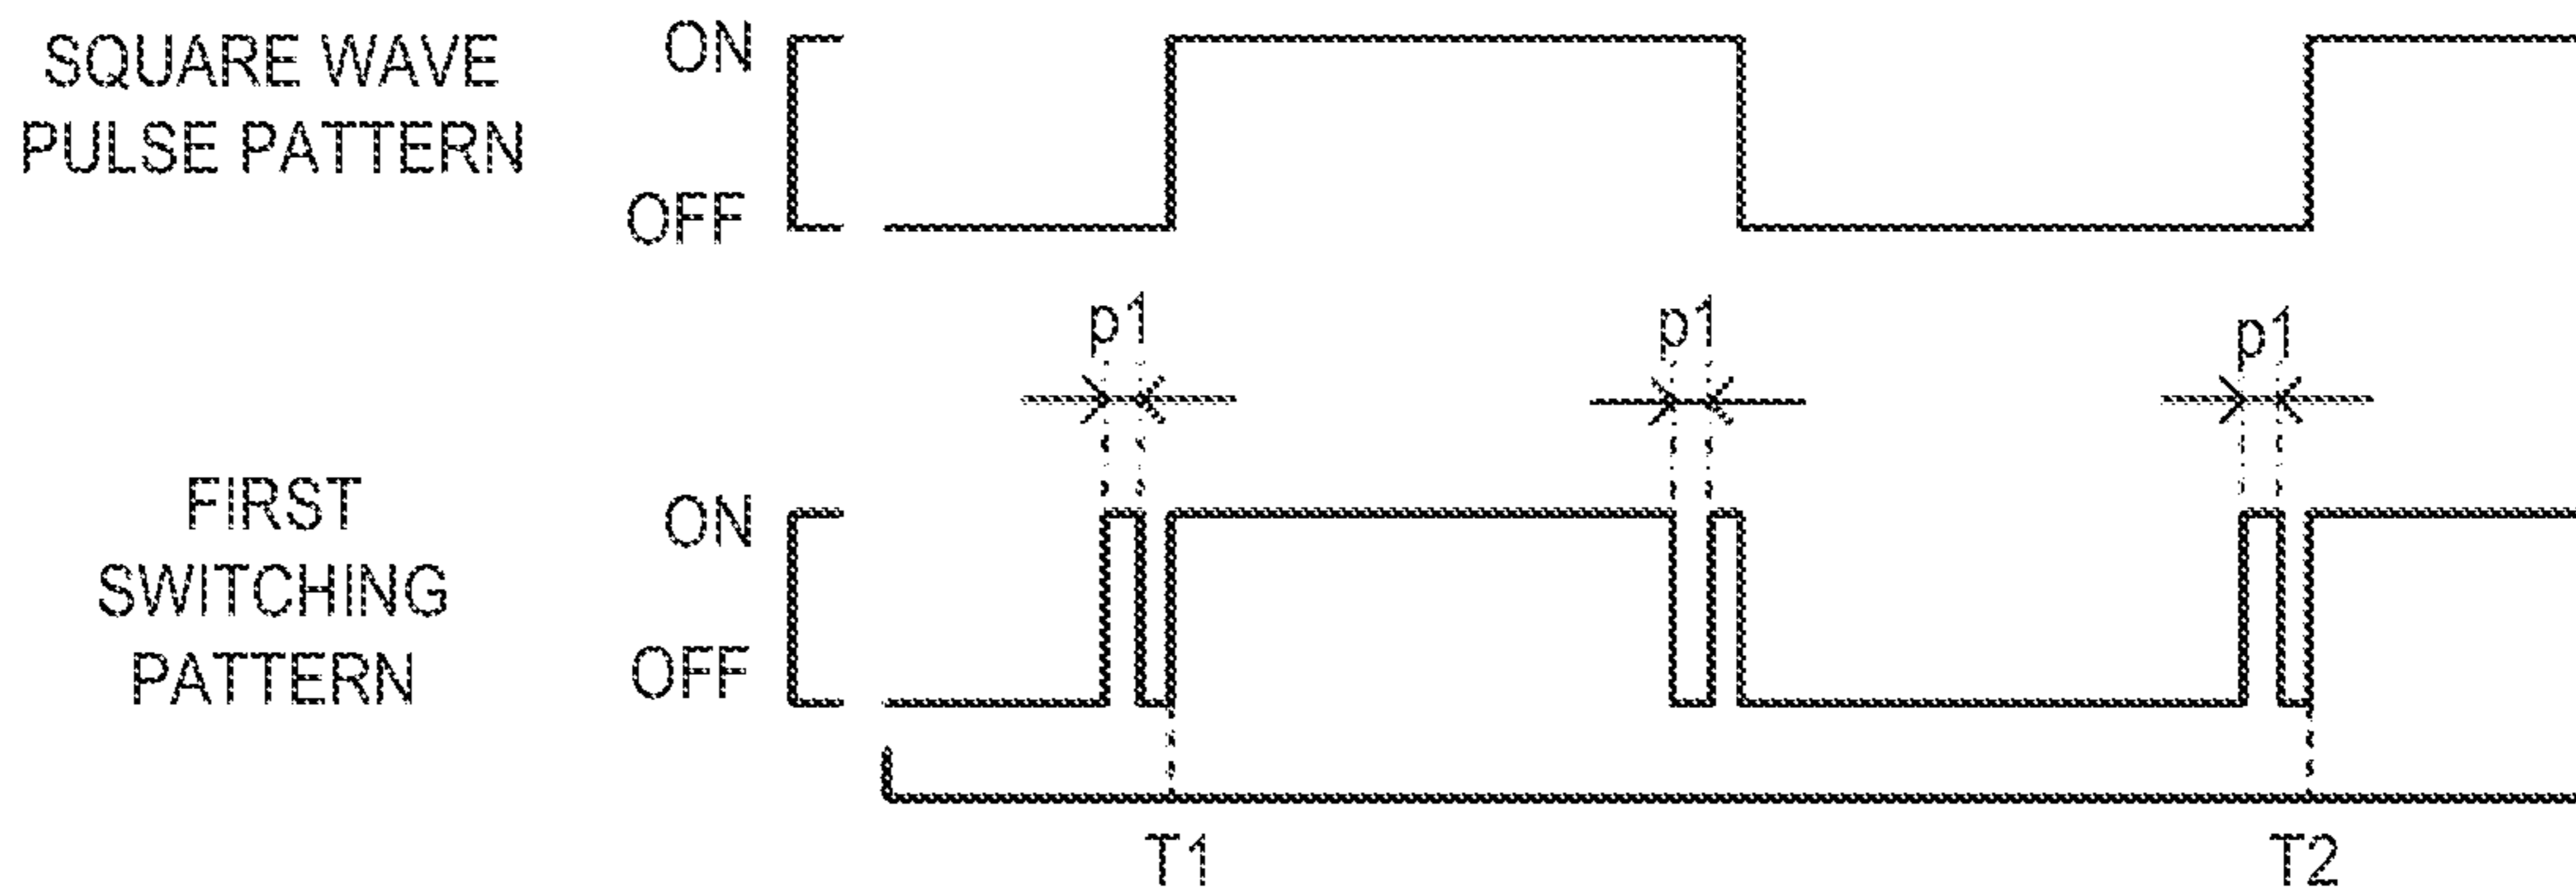 SQUARE WAVE
PULSE PATTERN
ON
OFF
p1 p1 p1
FIRST
SWITCHING
PATTERN
ON
OFF
T1 T2